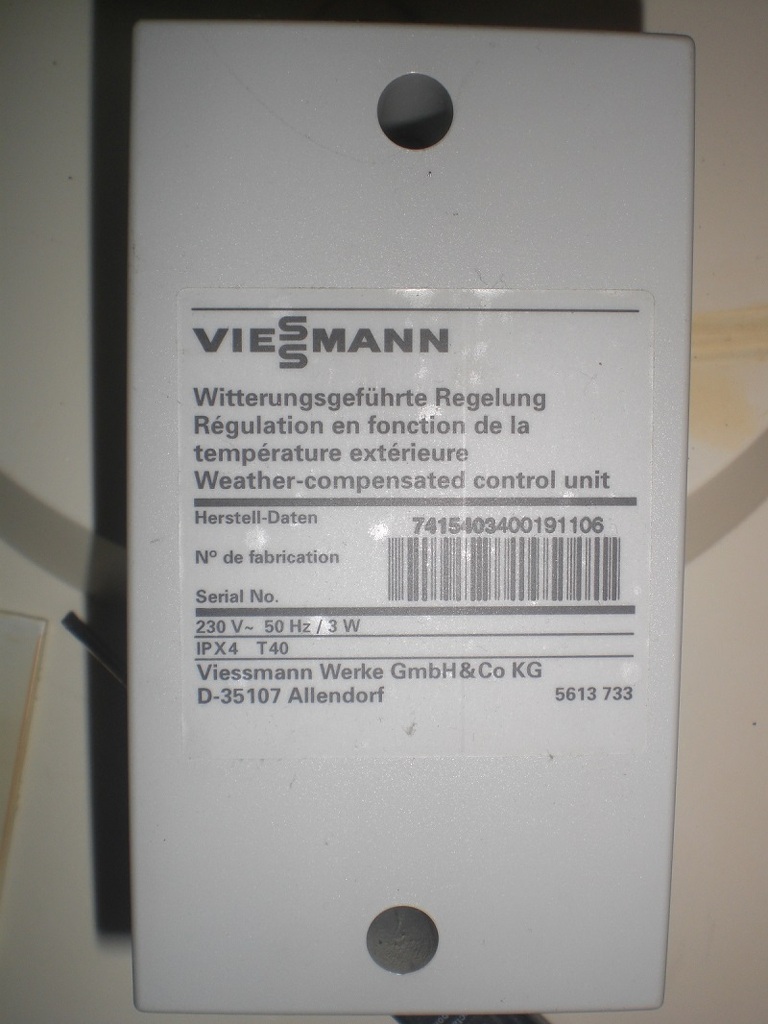 VIESSMANN
Witterungsgeführte Regelung
Régulation en fonction de la
température extérieure
Weather-compensated control unit
Herstell-Daten
7415403400191106
Nº de fabrication
Serial No.
230 V~ 50 Hz / 3 W
IPX4 T40
Viessmann Werke GmbH&Co KG
D-35107 Allendorf 5613 733